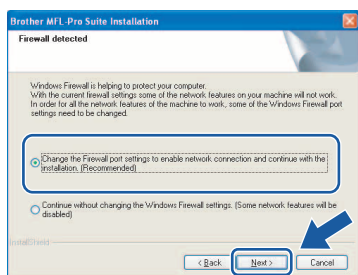 Brother MFL-Pro Suite Installation
Firewall detected
Windows Firewall is helping to protect your computer.
With the current firewall settings some of the network features on your machine will not work.
In order for all the network features of the machine to work, some of the Windows Firewall port
settings need to be changed.
Change the Firewall port settings to enable network connection and continue with the
installation. (Recommended)
Continue without changing the Windows Firewall settings. (Some network features will be
disabled)
InstallShield
< Back
Next >
Cancel